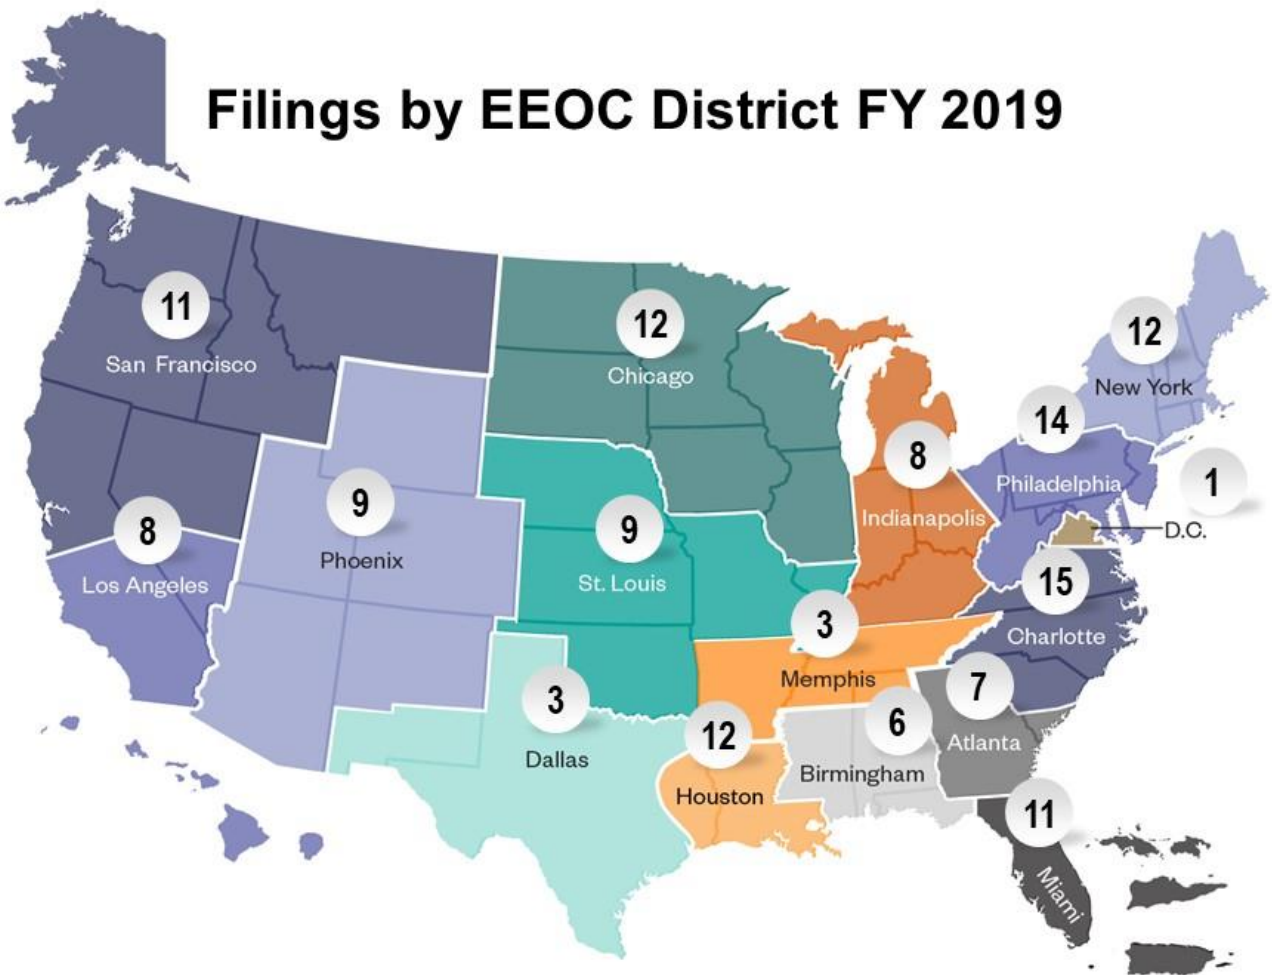 Filings by EEOC District FY 2019
11
San Francisco
12
Chicago
12
New York
14
Philadelphia
8
Indianapolis
1
D.C.
9
Phoenix
9
St. Louis
8
Los Angeles
15
Charlotte
3
Memphis
7
Atlanta
3
Dallas
12
Houston
6
Birmingham
11
Miami